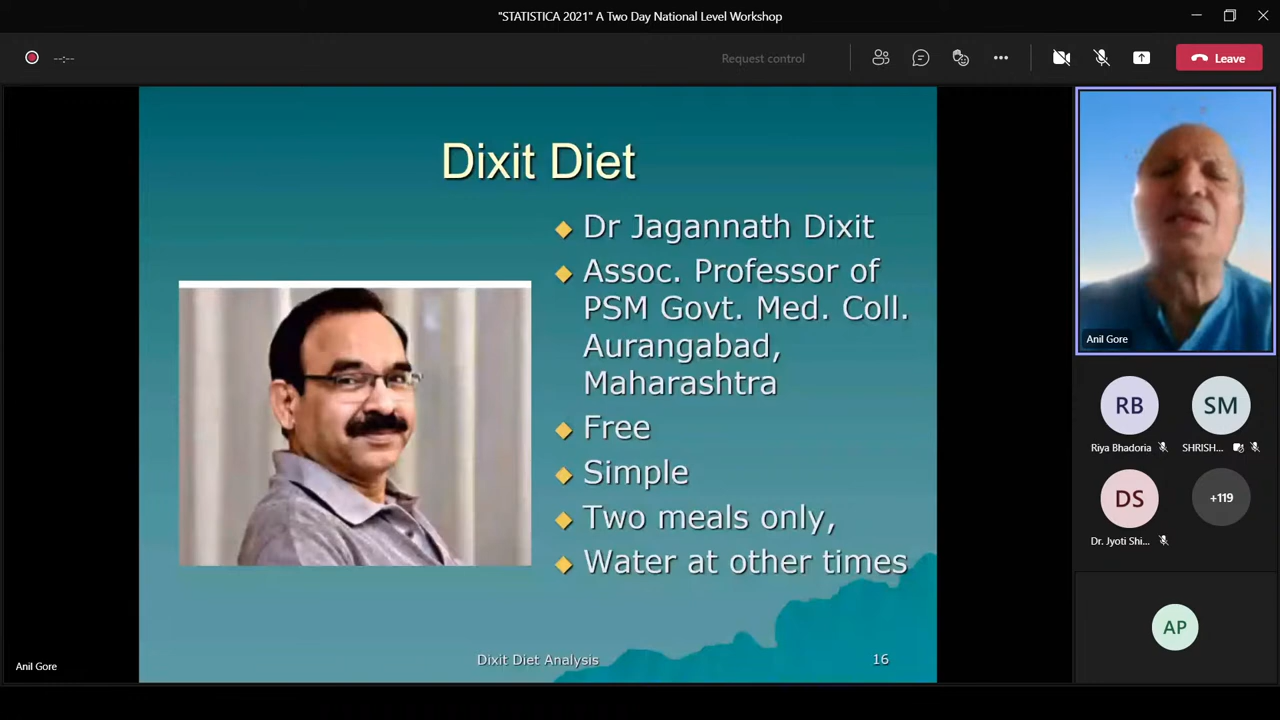 "STATISTICA 2021" A Two Day National Level Workshop
--:--
Request control
Leave
Dixit Diet
Dr Jagannath Dixit
Assoc. Professor of
PSM Govt. Med. Coll.
Aurangabad,
Maharashtra
Free
Simple
Two meals only,
Water at other times
Dixit Diet Analysis
16
Anil Gore
Anil Gore
RB
SM
Riya Bhadoria
SHRISH...
DS
+119
Dr. Jyoti Shi...
AP